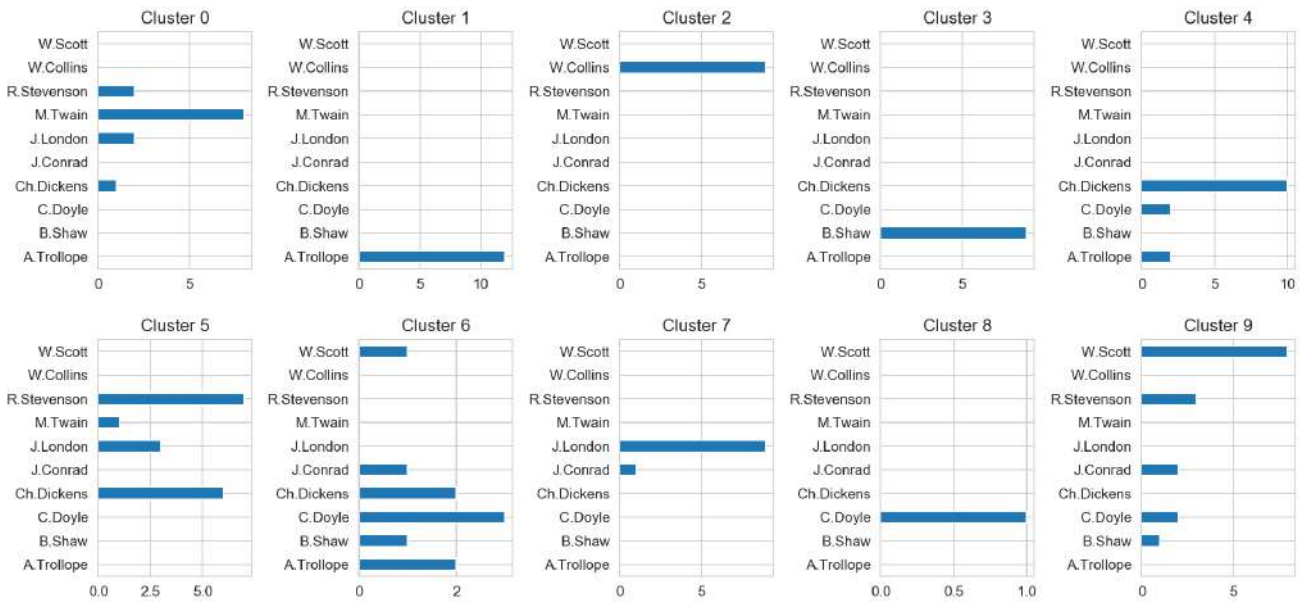 Cluster 0
W.Scott
W.Collins
R.Stevenson
M.Twain
J.London
J.Conrad
Ch.Dickens
C.Doyle
B.Shaw
A.Trollope
0 5
Cluster 1
W.Scott
W.Collins
R.Stevenson
M.Twain
J.London
J.Conrad
Ch.Dickens
C.Doyle
B.Shaw
A.Trollope
0 5 10
Cluster 2
W.Scott
W.Collins
R.Stevenson
M.Twain
J.London
J.Conrad
Ch.Dickens
C.Doyle
B.Shaw
A.Trollope
0 5
Cluster 3
W.Scott
W.Collins
R.Stevenson
M.Twain
J.London
J.Conrad
Ch.Dickens
C.Doyle
B.Shaw
A.Trollope
0 5
Cluster 4
W.Scott
W.Collins
R.Stevenson
M.Twain
J.London
J.Conrad
Ch.Dickens
C.Doyle
B.Shaw
A.Trollope
0 5 10
Cluster 5
W.Scott
W.Collins
R.Stevenson
M.Twain
J.London
J.Conrad
Ch.Dickens
C.Doyle
B.Shaw
A.Trollope
0.0 2.5 5.0
Cluster 6
W.Scott
W.Collins
R.Stevenson
M.Twain
J.London
J.Conrad
Ch.Dickens
C.Doyle
B.Shaw
A.Trollope
0 2
Cluster 7
W.Scott
W.Collins
R.Stevenson
M.Twain
J.London
J.Conrad
Ch.Dickens
C.Doyle
B.Shaw
A.Trollope
0 5
Cluster 8
W.Scott
W.Collins
R.Stevenson
M.Twain
J.London
J.Conrad
Ch.Dickens
C.Doyle
B.Shaw
A.Trollope
0.0 0.5 1.0
Cluster 9
W.Scott
W.Collins
R.Stevenson
M.Twain
J.London
J.Conrad
Ch.Dickens
C.Doyle
B.Shaw
A.Trollope
0 5